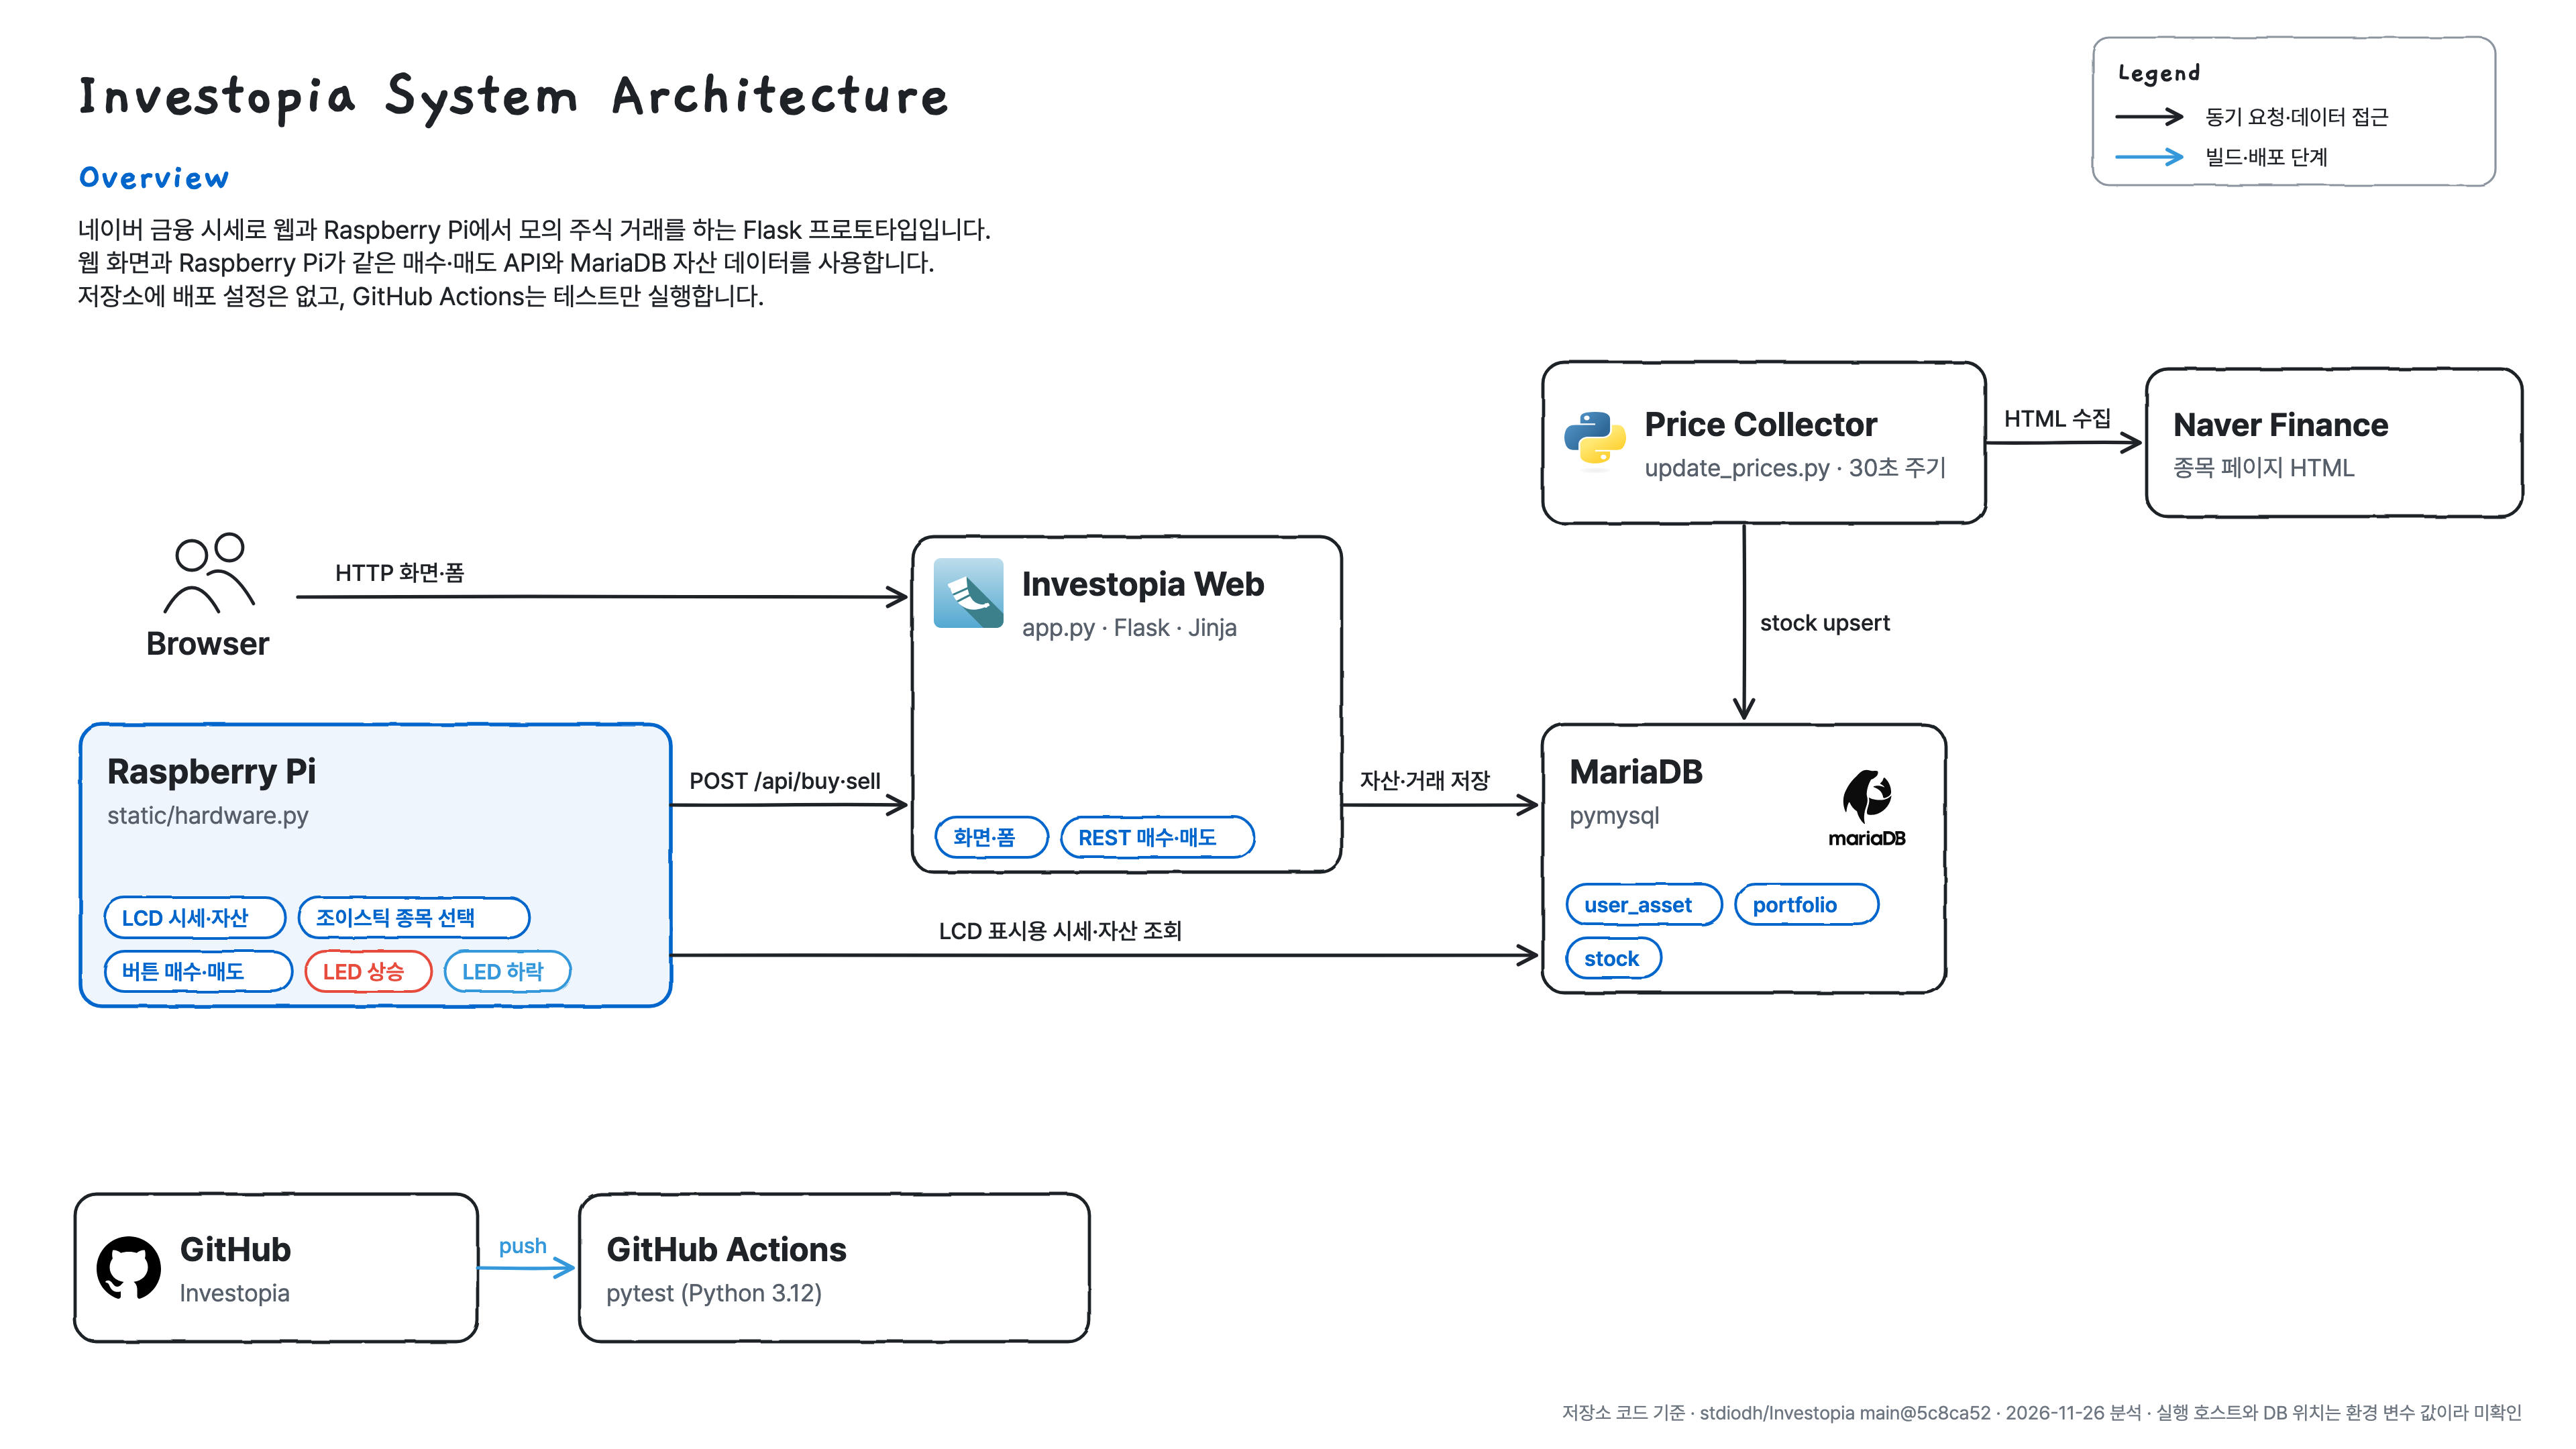 Investopia System Architecture
Overview
네이버 금융 시세로 웹과 Raspberry Pi에서 모의 주식 거래를 하는 Flask 프로토타입입니다.
웹 화면과 Raspberry Pi가 같은 매수·매도 API와 MariaDB 자산 데이터를 사용합니다.
저장소에 배포 설정은 없고, GitHub Actions는 테스트만 실행합니다.
Legend
동기 요청·데이터 접근
빌드·배포 단계
Price Collector
update_prices.py · 30초 주기
HTML 수집
Naver Finance
종목 페이지 HTML
Browser
HTTP 화면·폼
Investopia Web
app.py · Flask · Jinja
화면·폼
REST 매수·매도
stock upsert
Raspberry Pi
static/hardware.py
LCD 시세·자산
조이스틱 종목 선택
버튼 매수·매도
LED 상승
LED 하락
POST /api/buy·sell
자산·거래 저장
LCD 표시용 시세·자산 조회
MariaDB
pymysql
mariaDB
user_asset
portfolio
stock
GitHub
Investopia
push
GitHub Actions
pytest (Python 3.12)
저장소 코드 기준 · stdiodh/Investopia main@5c8ca52 · 2026-11-26 분석 · 실행 호스트와 DB 위치는 환경 변수 값이라 미확인